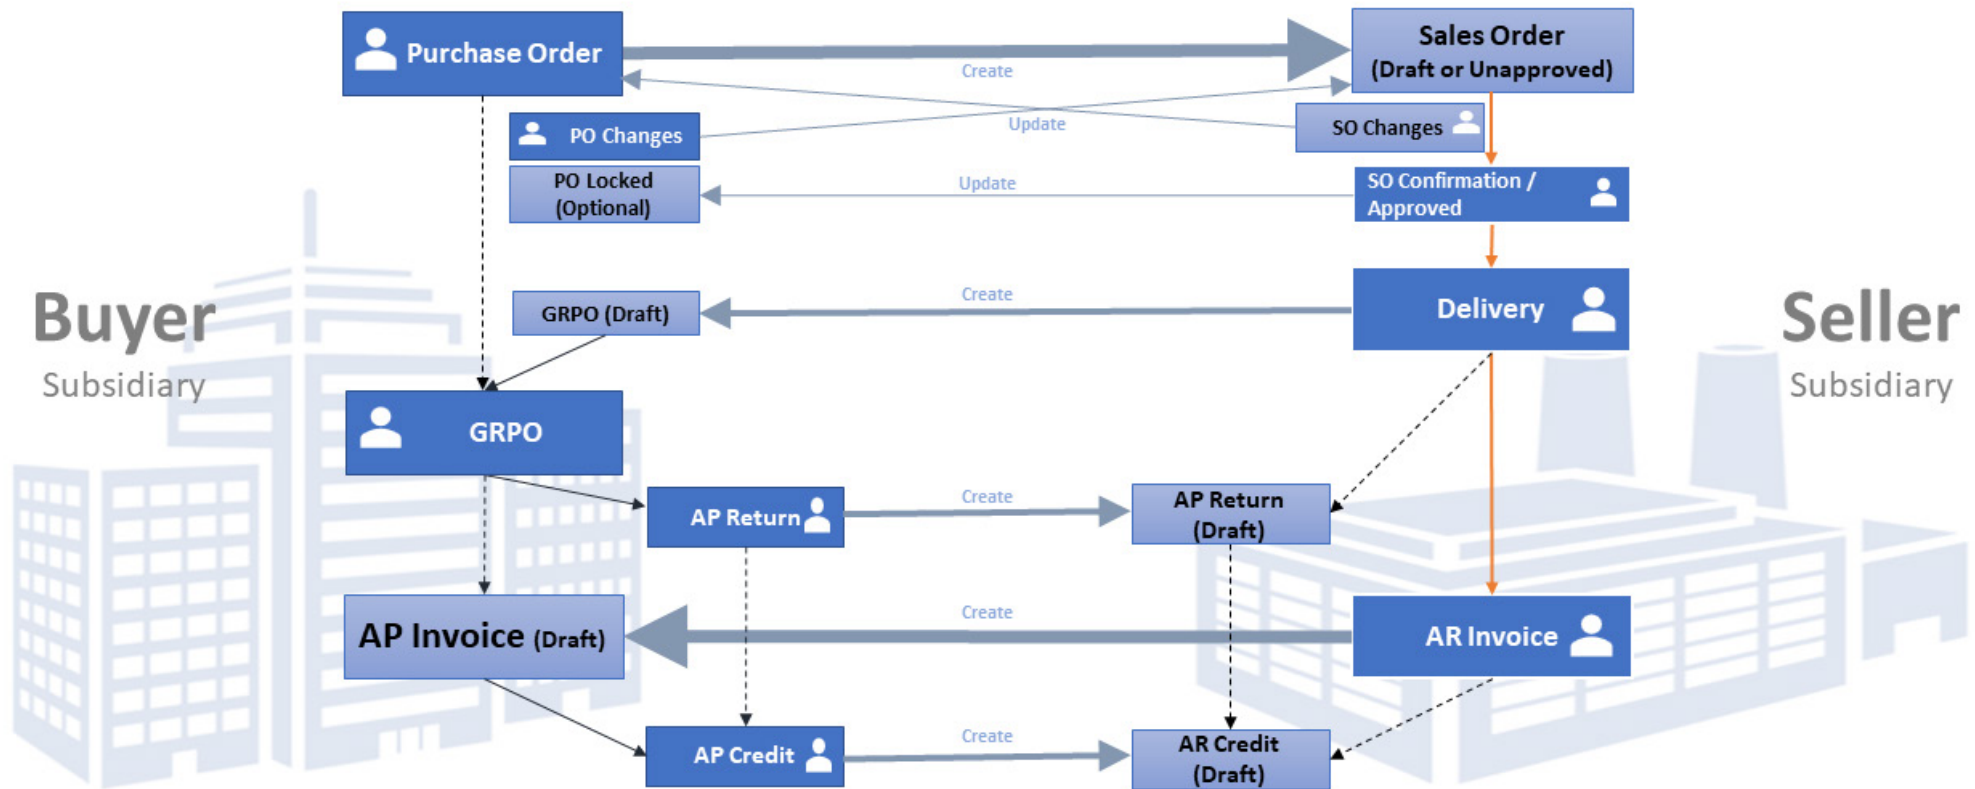 Purchase Order
Sales Order
(Draft or Unapproved)
Create
PO Changes
Update
SO Changes
PO Locked
(Optional)
Update
SO Confirmation /
Approved
Buyer
Subsidiary
GRPO (Draft)
Create
Delivery
Seller
Subsidiary
GRPO
AP Return
Create
AP Return
(Draft)
AP Invoice (Draft)
Create
AR Invoice
AP Credit
Create
AR Credit
(Draft)